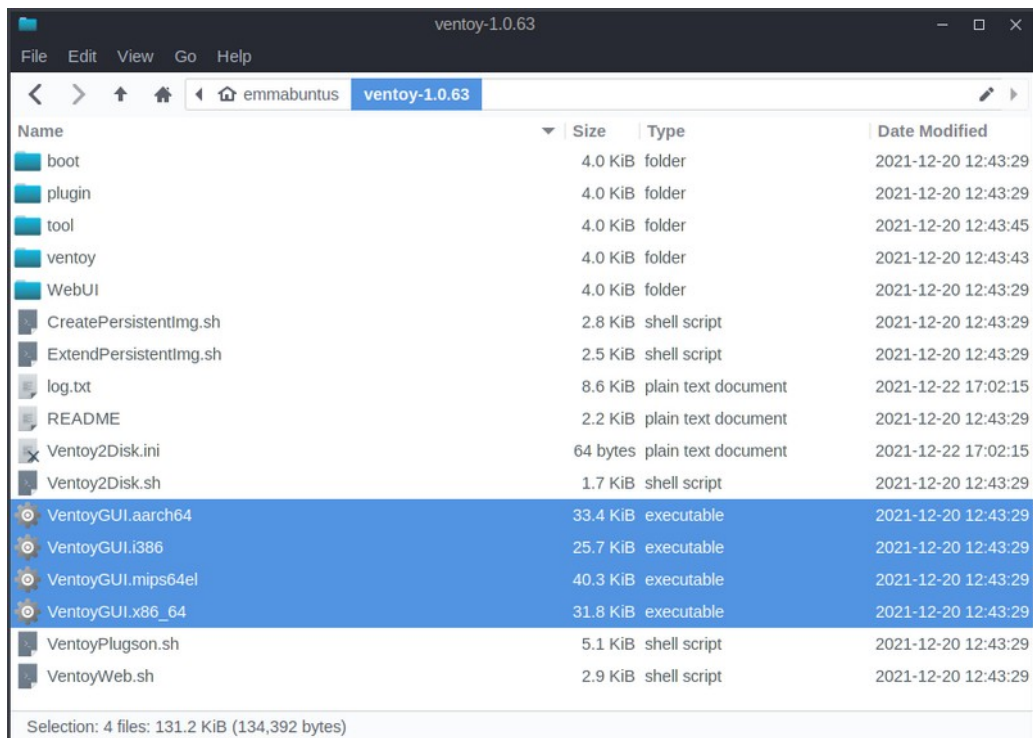 ventoy-1.0.63
File Edit View Go Help
emmabuntus ventoy-1.0.63
Name Size Type Date Modified
boot 4.0 KiB folder 2021-12-20 12:43:29
plugin 4.0 KiB folder 2021-12-20 12:43:29
tool 4.0 KiB folder 2021-12-20 12:43:45
ventoy 4.0 KiB folder 2021-12-20 12:43:43
WebUI 4.0 KiB folder 2021-12-20 12:43:29
CreatePersistentImg.sh 2.8 KiB shell script 2021-12-20 12:43:29
ExtendPersistentImg.sh 2.5 KiB shell script 2021-12-20 12:43:29
log.txt 8.6 KiB plain text document 2021-12-22 17:02:15
README 2.2 KiB plain text document 2021-12-20 12:43:29
Ventoy2Disk.ini 64 bytes plain text document 2021-12-22 17:02:15
Ventoy2Disk.sh 1.7 KiB shell script 2021-12-20 12:43:29
VentoyGUI.aarch64 33.4 KiB executable 2021-12-20 12:43:29
VentoyGUI.i386 25.7 KiB executable 2021-12-20 12:43:29
VentoyGUI.mips64el 40.3 KiB executable 2021-12-20 12:43:29
VentoyGUI.x86_64 31.8 KiB executable 2021-12-20 12:43:29
VentoyPlugson.sh 5.1 KiB shell script 2021-12-20 12:43:29
VentoyWeb.sh 2.9 KiB shell script 2021-12-20 12:43:29
Selection: 4 files: 131.2 KiB (134,392 bytes)